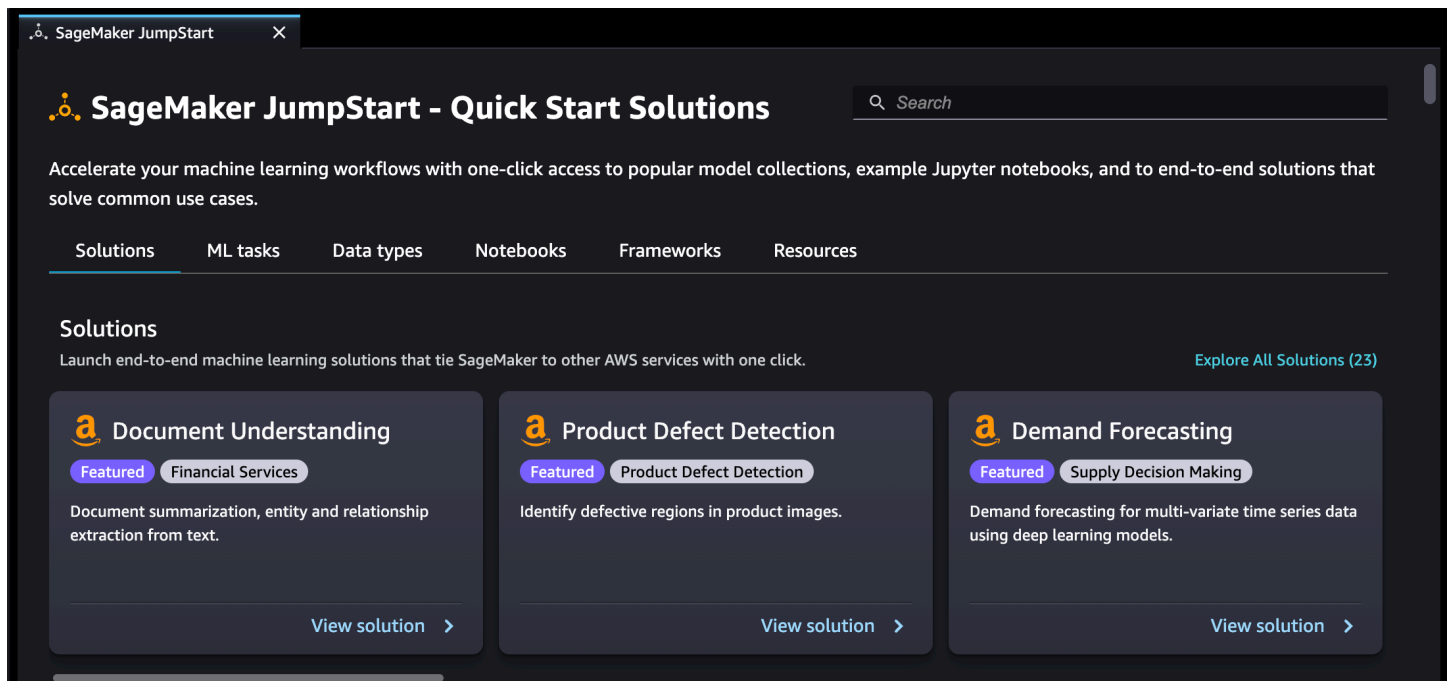 SageMaker JumpStart
SageMaker JumpStart - Quick Start Solutions
Search
Accelerate your machine learning workflows with one-click access to popular model collections, example Jupyter notebooks, and to end-to-end solutions that
solve common use cases.
Solutions ML tasks Data types Notebooks Frameworks Resources
Solutions
Launch end-to-end machine learning solutions that tie SageMaker to other AWS services with one click.
Explore All Solutions (23)
Document Understanding
Featured Financial Services
Document summarization, entity and relationship
extraction from text.
View solution
Product Defect Detection
Featured Product Defect Detection
Identify defective regions in product images.
View solution
Demand Forecasting
Featured Supply Decision Making
Demand forecasting for multi-variate time series data
using deep learning models.
View solution